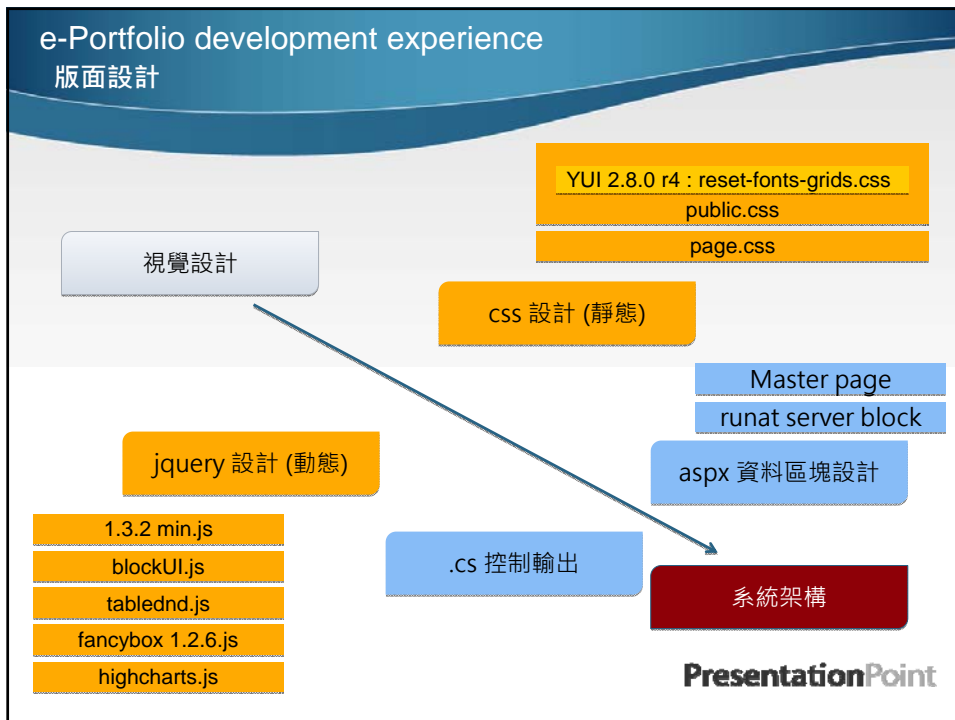 e-Portfolio development experience
版面設計
YUI 2.8.0 r4 : reset-fonts-grids.css
public.css
page.css
視覺設計
css 設計 (靜態)
Master page
runat server block
jquery 設計 (動態)
aspx 資料區塊設計
1.3.2 min.js
blockUI.js
tablednd.js
fancybox 1.2.6.js
highcharts.js
.cs 控制輸出
系統架構
PresentationPoint